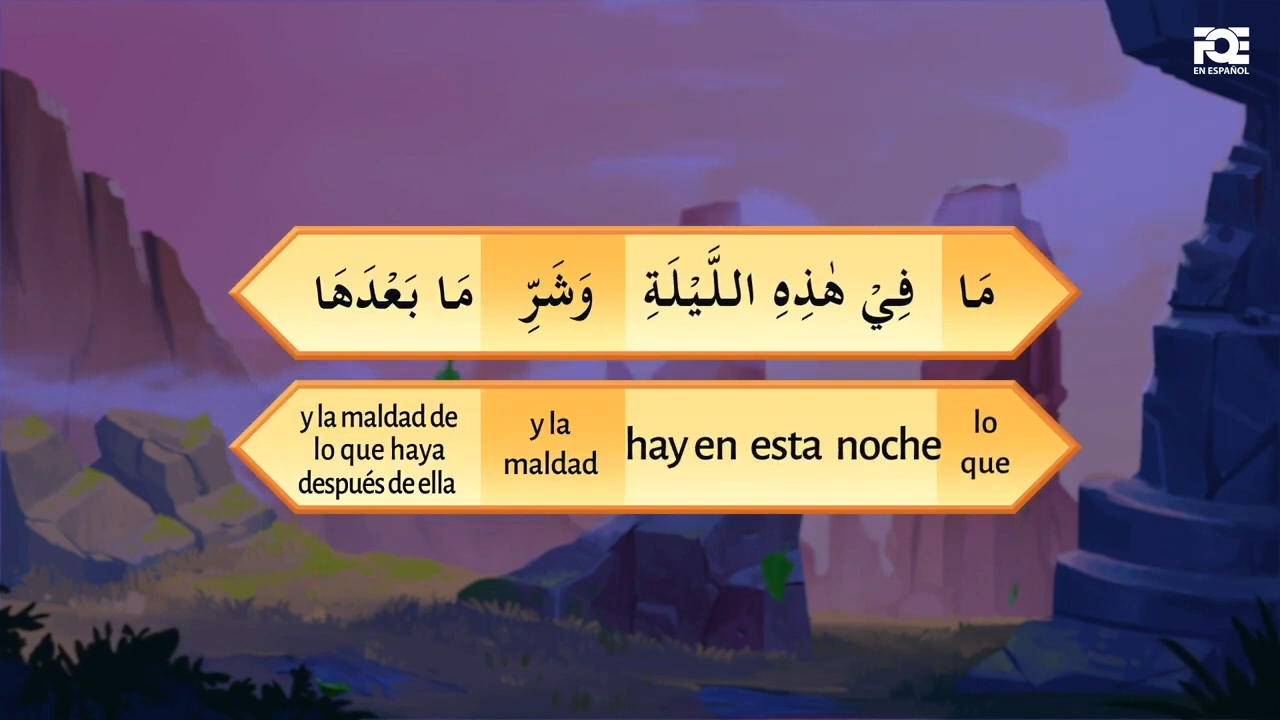 FQE
EN ESPAÑOL
مَا فِيْ هٰذِهِ اللَّيْلَةِ وَشَرِّ مَا بَعْدَهَا
lo
que
hay en esta noche
y la
maldad
y la maldad de
lo que haya
después de ella